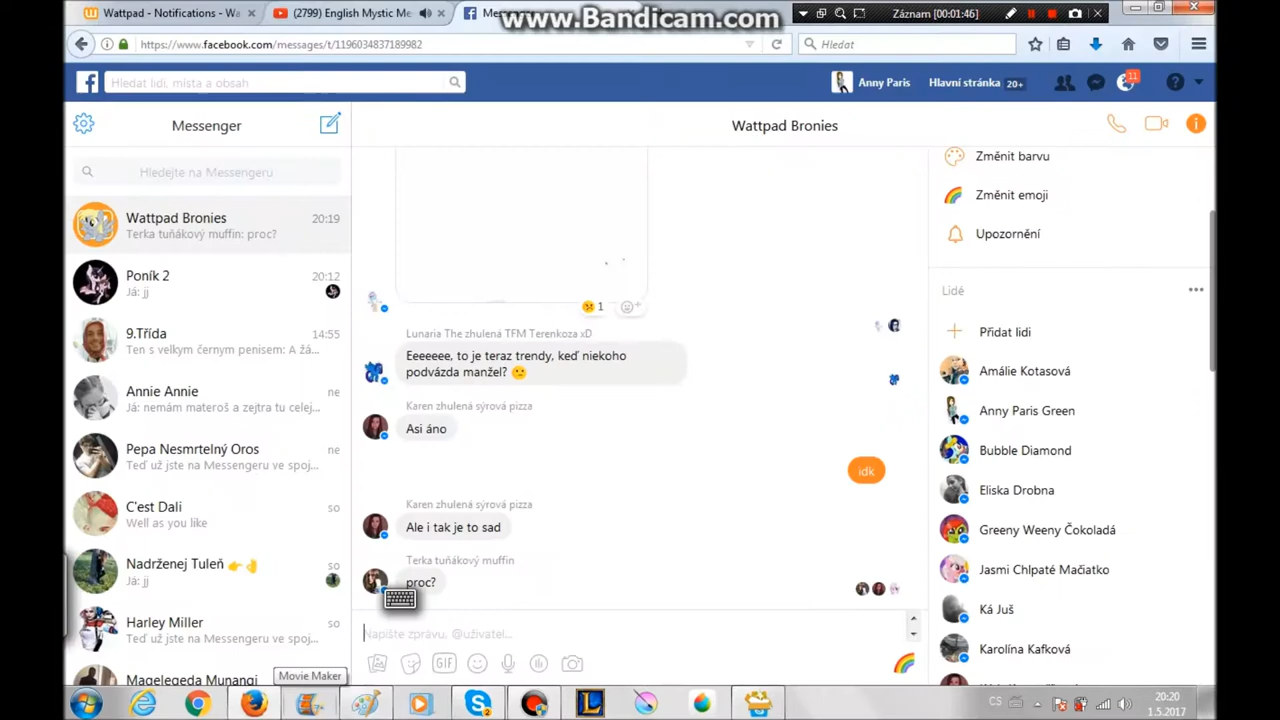 Wattpad - Notifications - Wa
(2799) English Mystic Me
Mess
www.Bandicam.com
Záznam [00:01:46]
https://www.facebook.com/messages/t/1196034837189982
Hledat
Hledat lidi, místa a obsah
Anny Paris
Hlavní stránka 20+
11
Messenger
Hledejte na Messengeru
Wattpad Bronies 20:19
Terka tuňákový muffin: proc?
Poník 2 20:12
Já: jj
9.Třída 14:55
Ten s velkym černym penisem: A žá...
Annie Annie ne
Já: nemám materoš a zejtra tu celej...
Pepa Nesmrtelný Oros ne
Teď už jste na Messengeru ve spoj...
C'est Dali so
Well as you like
Nadrženej Tuleň 👉👌 so
Já: jj
Harley Miller so
Teď už jste na Messengeru ve spoj...
Magelegeda Munangi
Movie Maker
Wattpad Bronies
1
Lunaria The zhulená TFM Terenkoza xD
Eeeeeee, to je teraz trendy, keď niekoho
podvázda manžel? 🙁
Karen zhulená sýrová pizza
Asi áno
idk
Karen zhulená sýrová pizza
Ale i tak je to sad
Terka tuňákový muffin
proc?
Napište zprávu, @uživatel...
GIF
Změnit barvu
Změnit emoji
Upozornění
Lidé
Přidat lidi
Amálie Kotasová
Anny Paris Green
Bubble Diamond
Eliska Drobna
Greeny Weeny Čokoladá
Jasmi Chlpaté Mačiatko
Ká Juš
Karolína Kafková
CS
20:20
1.5.2017